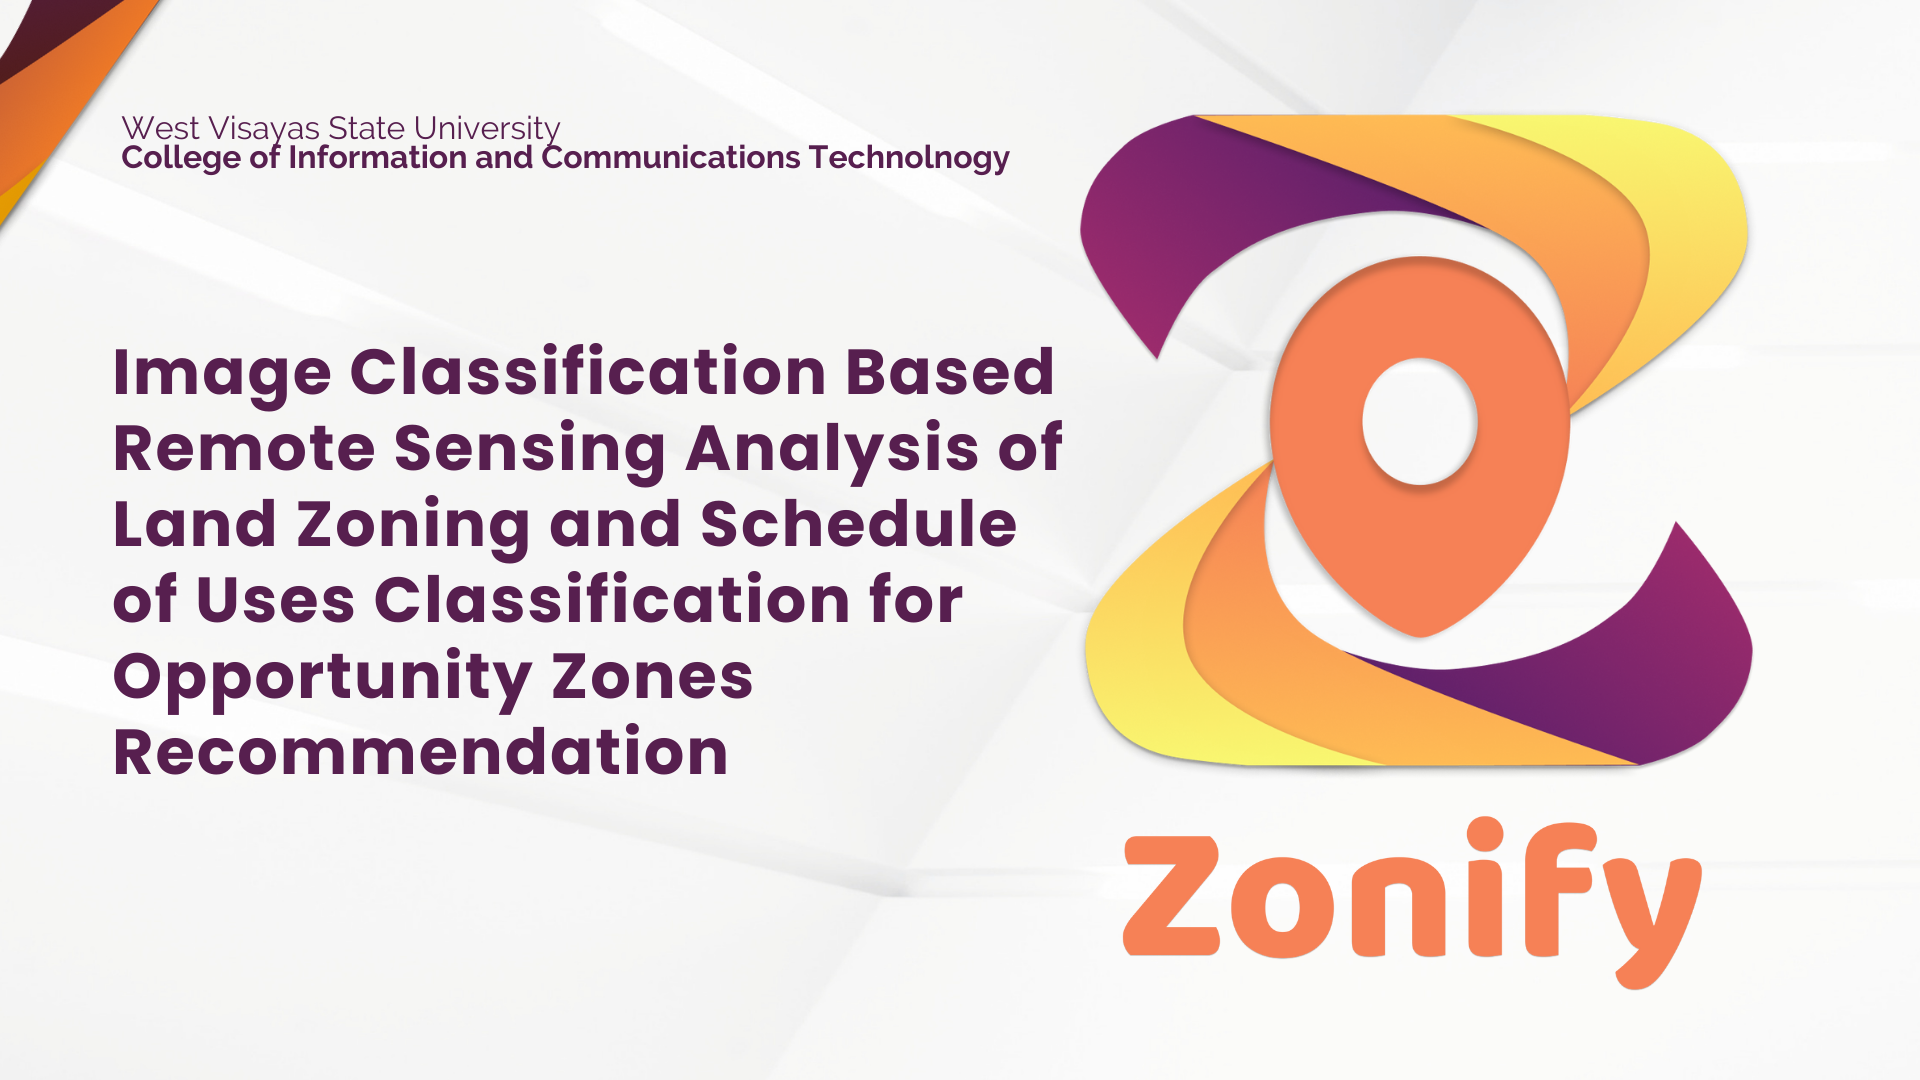 West Visayas State University
College of Information and Communications Technolnogy
Image Classification Based
Remote Sensing Analysis of
Land Zoning and Schedule
of Uses Classification for
Opportunity Zones
Recommendation
Zonify